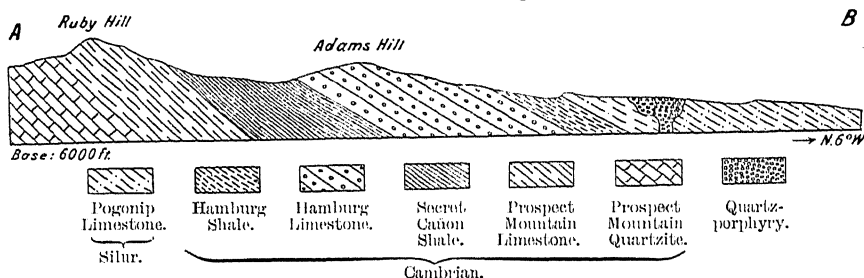 A
Ruby Hill
Adams Hill
B
Base: 6000 ft.
→ N.6°W
Pogonip
Limestone.
Hamburg
Shale.
Hamburg
Limestone.
Secret
Cañon
Shale.
Prospect
Mountain
Limestone.
Prospect
Mountain
Quartzite.
Quartz-
porphyry.
Silur.
Cambrian.